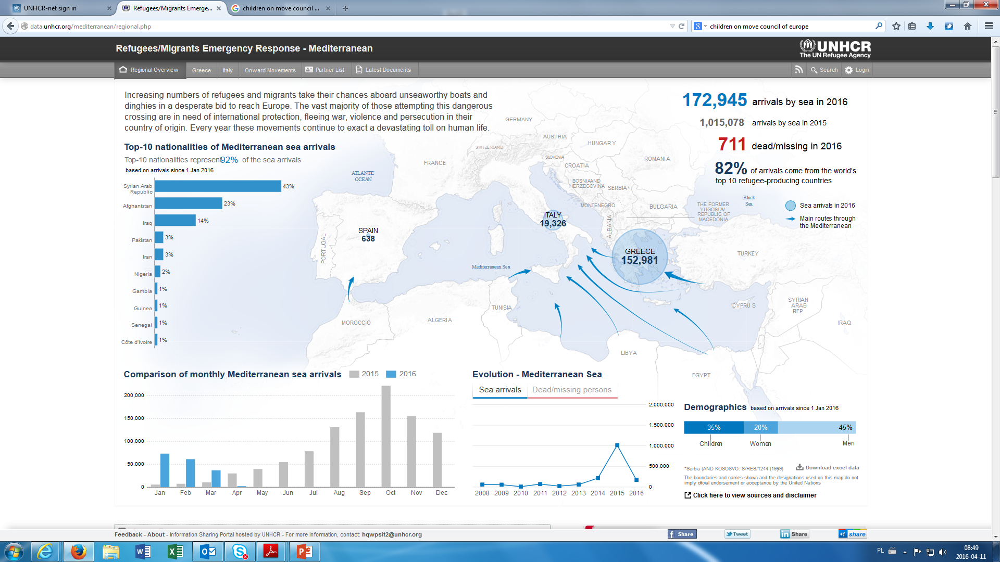 UNHCR-net sign in
Refugees/Migrants Emerge...
children on move council ...
data.unhcr.org/mediterranean/regional.php
children on move council of europe
Refugees/Migrants Emergency Response - Mediterranean
UNHCR
The UN Refugee Agency
Regional Overview
Greece
Italy
Onward Movements
Partner List
Latest Documents
Search
Login
Increasing numbers of refugees and migrants take their chances aboard unseaworthy boats and
dinghies in a desperate bid to reach Europe. The vast majority of those attempting this dangerous
crossing are in need of international protection, fleeing war, violence and persecution in their
country of origin. Every year these movements continue to exact a devastating toll on human life.
172,945 arrivals by sea in 2016
1,015,078 arrivals by sea in 2015
711 dead/missing in 2016
82% of arrivals come from the world's
top 10 refugee-producing countries
Sea arrivals in 2016
Main routes through
the Mediterranean
Top-10 nationalities of Mediterranean sea arrivals
Top-10 nationalities represent 92% of the sea arrivals
based on arrivals since 1 Jan 2016
Syrian Arab
Republic
43%
Afghanistan
23%
Iraq
14%
Pakistan
3%
Iran
3%
Nigeria
2%
Gambia
1%
Guinea
1%
Senegal
1%
Côte d'Ivoire
1%
GERMANY
AUSTRIA
SWITZERLAND
HUNGARY
SLOVENIA
ROMANIA
FRANCE
CROATIA
ATLANTIC
OCEAN
BOSNIA AND
HERZEGOVINA
SERBIA*
MONTENEGRO
BULGARIA
THE FORMER
YUGOSLAV
REPUBLIC OF
MACEDONIA
Black
Sea
ALBANIA
ITALY
19,326
SPAIN
638
PORTUGAL
GREECE
152,981
TURKEY
Mediterranean Sea
CYPRUS
SYRIAN
ARAB
REP.
TUNISIA
ALGERIA
MOROCCO
IRAQ
LIBYA
EGYPT
Comparison of monthly Mediterranean sea arrivals
2015
2016
200,000
150,000
100,000
50,000
0
Jan
Feb
Mar
Apr
May
Jun
Jul
Aug
Sep
Oct
Nov
Dec
Evolution - Mediterranean Sea
Sea arrivals
Dead/missing persons
2,000,000
1,500,000
1,000,000
500,000
0
2008
2009
2010
2011
2012
2013
2014
2015
2016
Demographics based on arrivals since 1 Jan 2016
35%
20%
45%
Children
Women
Men
*Serbia (AND KOSOSVO: S/RES/1244 (1999)
Download excel data
The boundaries and names shown and the designations used on this map do not
imply official endorsement or acceptance by the United Nations
Click here to view sources and disclaimer
Feedback - About - Information Sharing Portal hosted by UNHCR - For more information, contact: hqwpsit2@unhcr.org
Share
Tweet
Share
+1 share
PL
08:49
2016-04-11